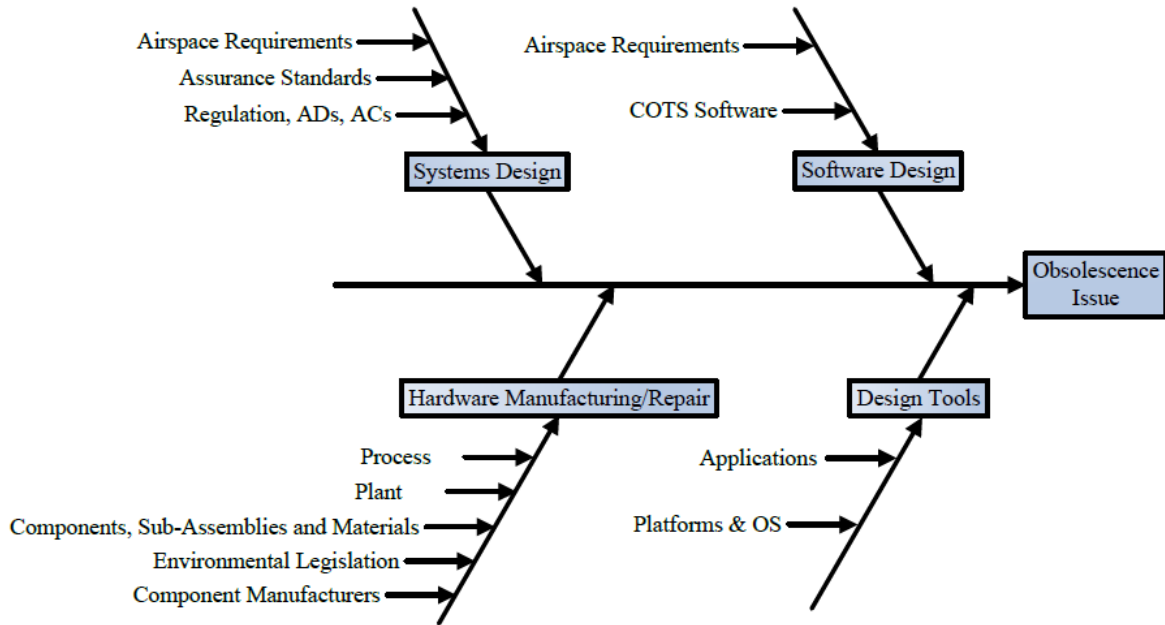 Airspace Requirements
Assurance Standards
Regulation, ADs, ACs
Systems Design
Airspace Requirements
COTS Software
Software Design
Obsolescence
Issue
Hardware Manufacturing/Repair
Process
Plant
Components, Sub-Assemblies and Materials
Environmental Legislation
Component Manufacturers
Design Tools
Applications
Platforms & OS